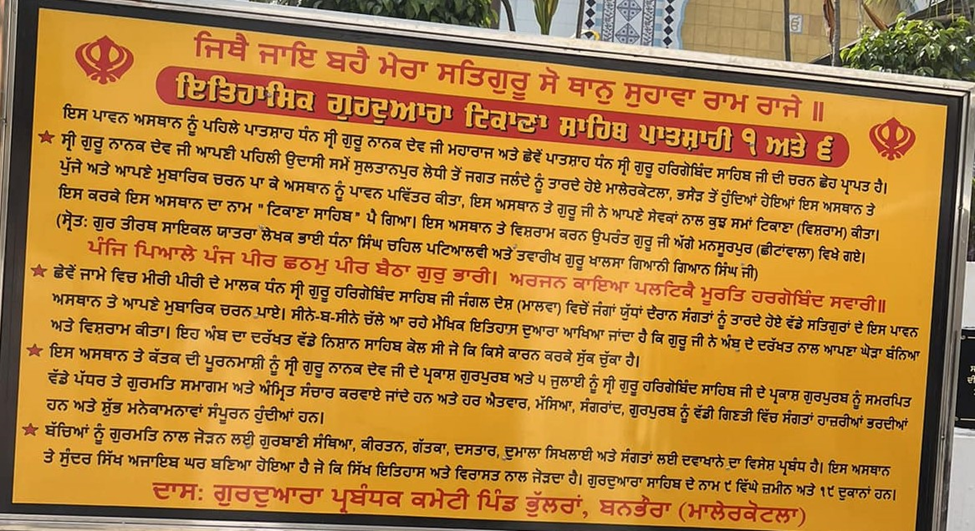 ਜਿਥੈ ਜਾਇ ਬਹੈ ਮੇਰਾ ਸਤਿਗੁਰੂ ਸੋ ਥਾਨੁ ਸੁਹਾਵਾ ਰਾਮ ਰਾਜੇ ॥
ਇਤਿਹਾਸਿਕ ਗੁਰਦੁਆਰਾ ਟਿਕਾਣਾ ਸਾਹਿਬ ਪਾਤਸ਼ਾਹੀ ੧ ਅਤੇ ੬
ਇਸ ਪਾਵਨ ਅਸਥਾਨ ਨੂੰ ਪਹਿਲੇ ਪਾਤਸ਼ਾਹ ਧੰਨ ਸ੍ਰੀ ਗੁਰੂ ਨਾਨਕ ਦੇਵ ਜੀ ਮਹਾਰਾਜ ਅਤੇ ਛੇਵੇਂ ਪਾਤਸ਼ਾਹ ਧੰਨ ਸ੍ਰੀ ਗੁਰੂ ਹਰਿਗੋਬਿੰਦ ਸਾਹਿਬ ਜੀ ਦੀ ਚਰਨ ਛੋਹ ਪ੍ਰਾਪਤ ਹੈ।
★ ਸ੍ਰੀ ਗੁਰੂ ਨਾਨਕ ਦੇਵ ਜੀ ਆਪਣੀ ਪਹਿਲੀ ਉਦਾਸੀ ਸਮੇਂ ਸੁਲਤਾਨਪੁਰ ਲੋਧੀ ਤੋਂ ਜਗਤ ਜਲੰਦੇ ਨੂੰ ਤਾਰਦੇ ਹੋਏ ਮਾਲੇਰਕੋਟਲਾ, ਭਸੌੜ ਤੋਂ ਹੁੰਦਿਆਂ ਹੋਇਆਂ ਇਸ ਅਸਥਾਨ ਤੇ
ਪੁੱਜੇ ਅਤੇ ਆਪਣੇ ਮੁਬਾਰਿਕ ਚਰਨ ਪਾ ਕੇ ਅਸਥਾਨ ਨੂੰ ਪਾਵਨ ਪਵਿੱਤਰ ਕੀਤਾ, ਇਸ ਅਸਥਾਨ ਤੇ ਗੁਰੂ ਜੀ ਨੇ ਆਪਣੇ ਸੇਵਕਾਂ ਨਾਲ ਕੁਝ ਸਮਾਂ ਟਿਕਾਣਾ (ਵਿਸ਼ਰਾਮ) ਕੀਤਾ।
ਇਸ ਕਰਕੇ ਇਸ ਅਸਥਾਨ ਦਾ ਨਾਮ "ਟਿਕਾਣਾ ਸਾਹਿਬ" ਪੈ ਗਿਆ। ਇਸ ਅਸਥਾਨ ਤੇ ਵਿਸ਼ਰਾਮ ਕਰਨ ਉਪਰੰਤ ਗੁਰੂ ਜੀ ਅੱਗੇ ਮਨਸੂਰਪੁਰ (ਛੀਟਾਂਵਾਲਾ) ਵਿਖੇ ਗਏ।
(ਸ੍ਰੋਤ: ਗੁਰ ਤੀਰਥ ਸਾਇਕਲ ਯਾਤਰਾ ਲੇਖਕ ਭਾਈ ਧੰਨਾ ਸਿੰਘ ਚਹਿਲ ਪਟਿਆਲਵੀ ਅਤੇ ਤਵਾਰੀਖ ਗੁਰੂ ਖਾਲਸਾ ਗਿਆਨੀ ਗਿਆਨ ਸਿੰਘ ਜੀ)
ਪੰਜਿ ਪਿਆਲੇ ਪੰਜ ਪੀਰ ਛਠਮੁ ਪੀਰ ਬੈਠਾ ਗੁਰੁ ਭਾਰੀ। ਅਰਜਨ ਕਾਇਆ ਪਲਟਿਕੈ ਮੂਰਤਿ ਹਰਗੋਬਿੰਦ ਸਵਾਰੀ॥
★ ਛੇਵੇਂ ਜਾਮੇ ਵਿਚ ਮੀਰੀ ਪੀਰੀ ਦੇ ਮਾਲਕ ਧੰਨ ਸ੍ਰੀ ਗੁਰੂ ਹਰਿਗੋਬਿੰਦ ਸਾਹਿਬ ਜੀ ਜੰਗਲ ਦੇਸ਼ (ਮਾਲਵਾ) ਵਿਚੋਂ ਜੰਗਾਂ ਯੁੱਧਾਂ ਦੌਰਾਨ ਸੰਗਤਾਂ ਨੂੰ ਤਾਰਦੇ ਹੋਏ ਵੱਡੇ ਸਤਿਗੁਰਾਂ ਦੇ ਇਸ ਪਾਵਨ
ਅਸਥਾਨ ਤੇ ਆਪਣੇ ਮੁਬਾਰਿਕ ਚਰਨ ਪਾਏ। ਸੀਨੇ-ਬ-ਸੀਨੇ ਚੱਲੇ ਆ ਰਹੇ ਮੌਖਿਕ ਇਤਿਹਾਸ ਦੁਆਰਾ ਆਖਿਆ ਜਾਂਦਾ ਹੈ ਕਿ ਗੁਰੂ ਜੀ ਨੇ ਅੰਬ ਦੇ ਦਰੱਖਤ ਨਾਲ ਆਪਣਾ ਘੋੜਾ ਬੰਨਿਆ
ਅਤੇ ਵਿਸ਼ਰਾਮ ਕੀਤਾ। ਇਹ ਅੰਬ ਦਾ ਦਰੱਖਤ ਵੱਡੇ ਨਿਸ਼ਾਨ ਸਾਹਿਬ ਕੋਲ ਸੀ ਜੋ ਕਿ ਕਿਸੇ ਕਾਰਨ ਕਰਕੇ ਸੁੱਕ ਚੁੱਕਾ ਹੈ।
★ ਇਸ ਅਸਥਾਨ ਤੇ ਕੱਤਕ ਦੀ ਪੂਰਨਮਾਸ਼ੀ ਨੂੰ ਸ੍ਰੀ ਗੁਰੂ ਨਾਨਕ ਦੇਵ ਜੀ ਦੇ ਪ੍ਰਕਾਸ਼ ਗੁਰਪੁਰਬ ਅਤੇ ੫ ਜੁਲਾਈ ਨੂੰ ਸ੍ਰੀ ਗੁਰੂ ਹਰਿਗੋਬਿੰਦ ਸਾਹਿਬ ਜੀ ਦੇ ਪ੍ਰਕਾਸ਼ ਗੁਰਪੁਰਬ ਨੂੰ ਸਮਰਪਿਤ
ਵੱਡੇ ਪੱਧਰ ਤੇ ਗੁਰਮਤਿ ਸਮਾਗਮ ਅਤੇ ਅੰਮ੍ਰਿਤ ਸੰਚਾਰ ਕਰਵਾਏ ਜਾਂਦੇ ਹਨ ਅਤੇ ਹਰ ਐਤਵਾਰ, ਮੱਸਿਆ, ਸੰਗਰਾਂਦ, ਗੁਰਪੁਰਬ ਨੂੰ ਵੱਡੀ ਗਿਣਤੀ ਵਿੱਚ ਸੰਗਤਾਂ ਹਾਜ਼ਰੀਆਂ ਭਰਦੀਆਂ
ਹਨ ਅਤੇ ਸ਼ੁੱਭ ਮਨੋਕਾਮਨਾਵਾਂ ਸੰਪੂਰਨ ਹੁੰਦੀਆਂ ਹਨ।
★ ਬੱਚਿਆਂ ਨੂੰ ਗੁਰਮਤਿ ਨਾਲ ਜੋੜਨ ਲਈ ਗੁਰਬਾਣੀ ਸੰਥਿਆ, ਕੀਰਤਨ, ਗੱਤਕਾ, ਦਸਤਾਰ, ਦੁਮਾਲਾ ਸਿਖਲਾਈ ਅਤੇ ਸੰਗਤਾਂ ਲਈ ਦਵਾਖਾਨੇ ਦਾ ਵਿਸੇਸ਼ ਪ੍ਰਬੰਧ ਹੈ। ਇਸ ਅਸਥਾਨ
ਤੇ ਸੁੰਦਰ ਸਿੱਖ ਅਜਾਇਬ ਘਰ ਬਣਿਆ ਹੋਇਆ ਹੈ ਜੋ ਕਿ ਸਿੱਖ ਇਤਿਹਾਸ ਅਤੇ ਵਿਰਾਸਤ ਨਾਲ ਜੋੜਦਾ ਹੈ। ਗੁਰਦੁਆਰਾ ਸਾਹਿਬ ਦੇ ਨਾਮ ੯ ਵਿੱਘੇ ਜ਼ਮੀਨ ਅਤੇ ੧੯ ਦੁਕਾਨਾਂ ਹਨ।
ਦਾਸ: ਗੁਰਦੁਆਰਾ ਪ੍ਰਬੰਧਕ ਕਮੇਟੀ ਪਿੰਡ ਭੁੱਲਰਾਂ, ਬਨਭੌਰਾ (ਮਾਲੇਰਕੋਟਲਾ)